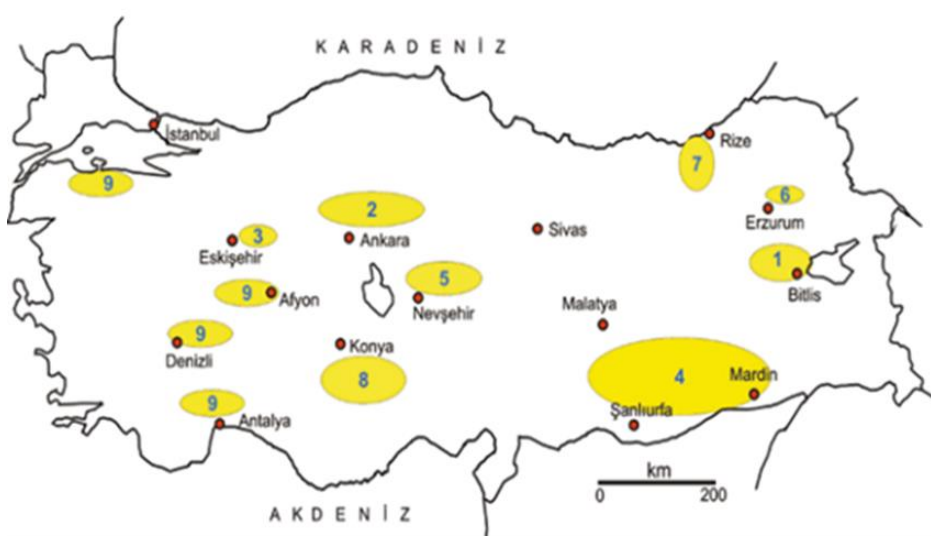 KARADENİZ
İstanbul
Rize
7
9
6
2
Erzurum
3
Ankara
Sivas
Eskişehir
1
5
Bitlis
9
Afyon
Nevşehir
Malatya
9
Denizli
Konya
8
4
Mardin
9
Şanlıurfa
Antalya
km
0 200
AKDENİZ